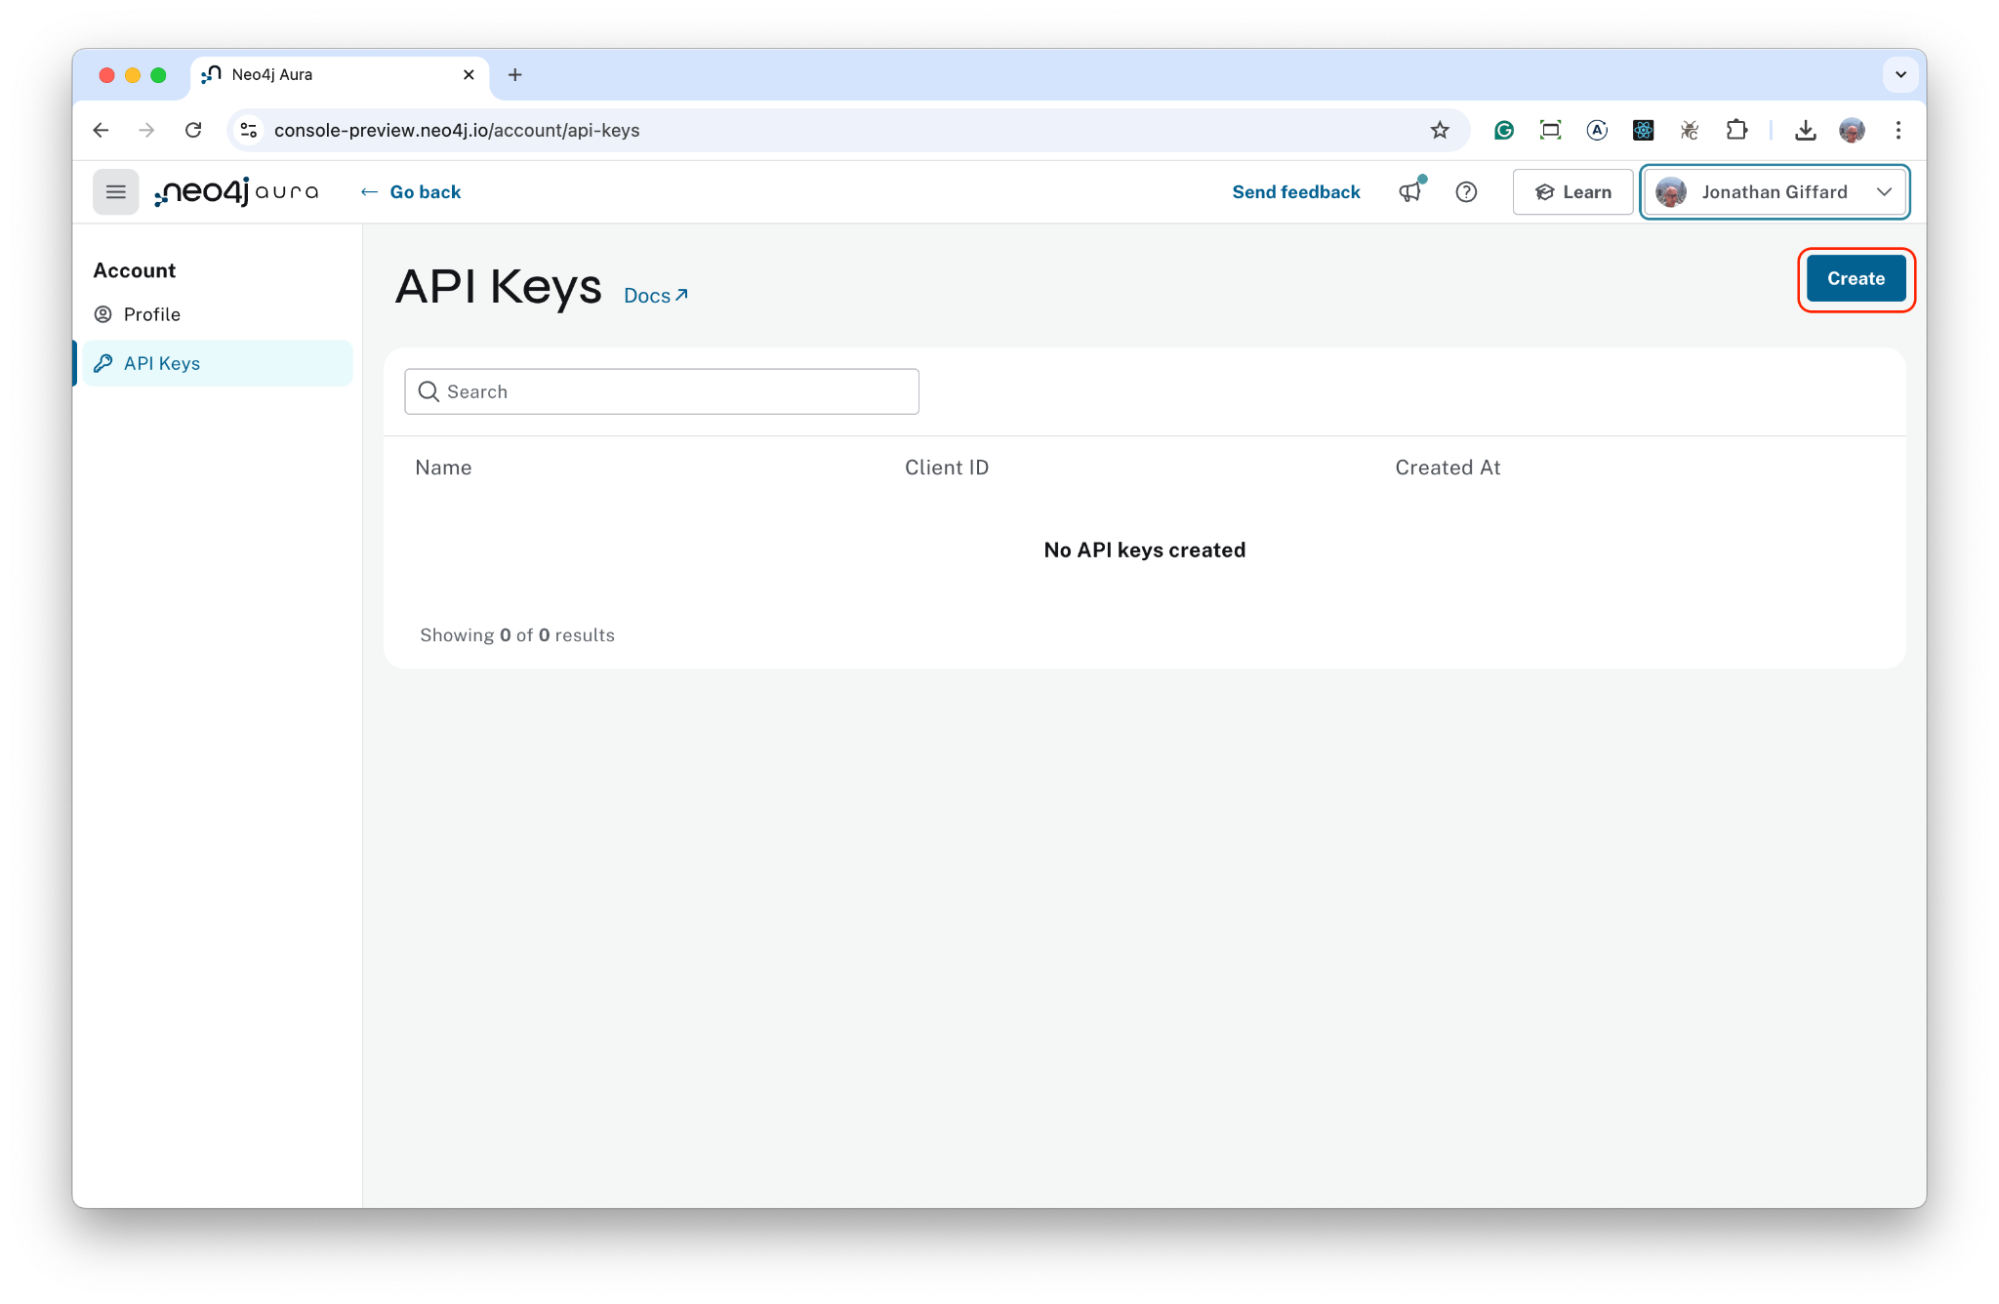 Neo4j Aura
console-preview.neo4j.io/account/api-keys
neo4j aura
Go back
Send feedback
Learn
Jonathan Giffard
Account
Profile
API Keys
API Keys
Docs
Create
Search
Name
Client ID
Created At
No API keys created
Showing 0 of 0 results